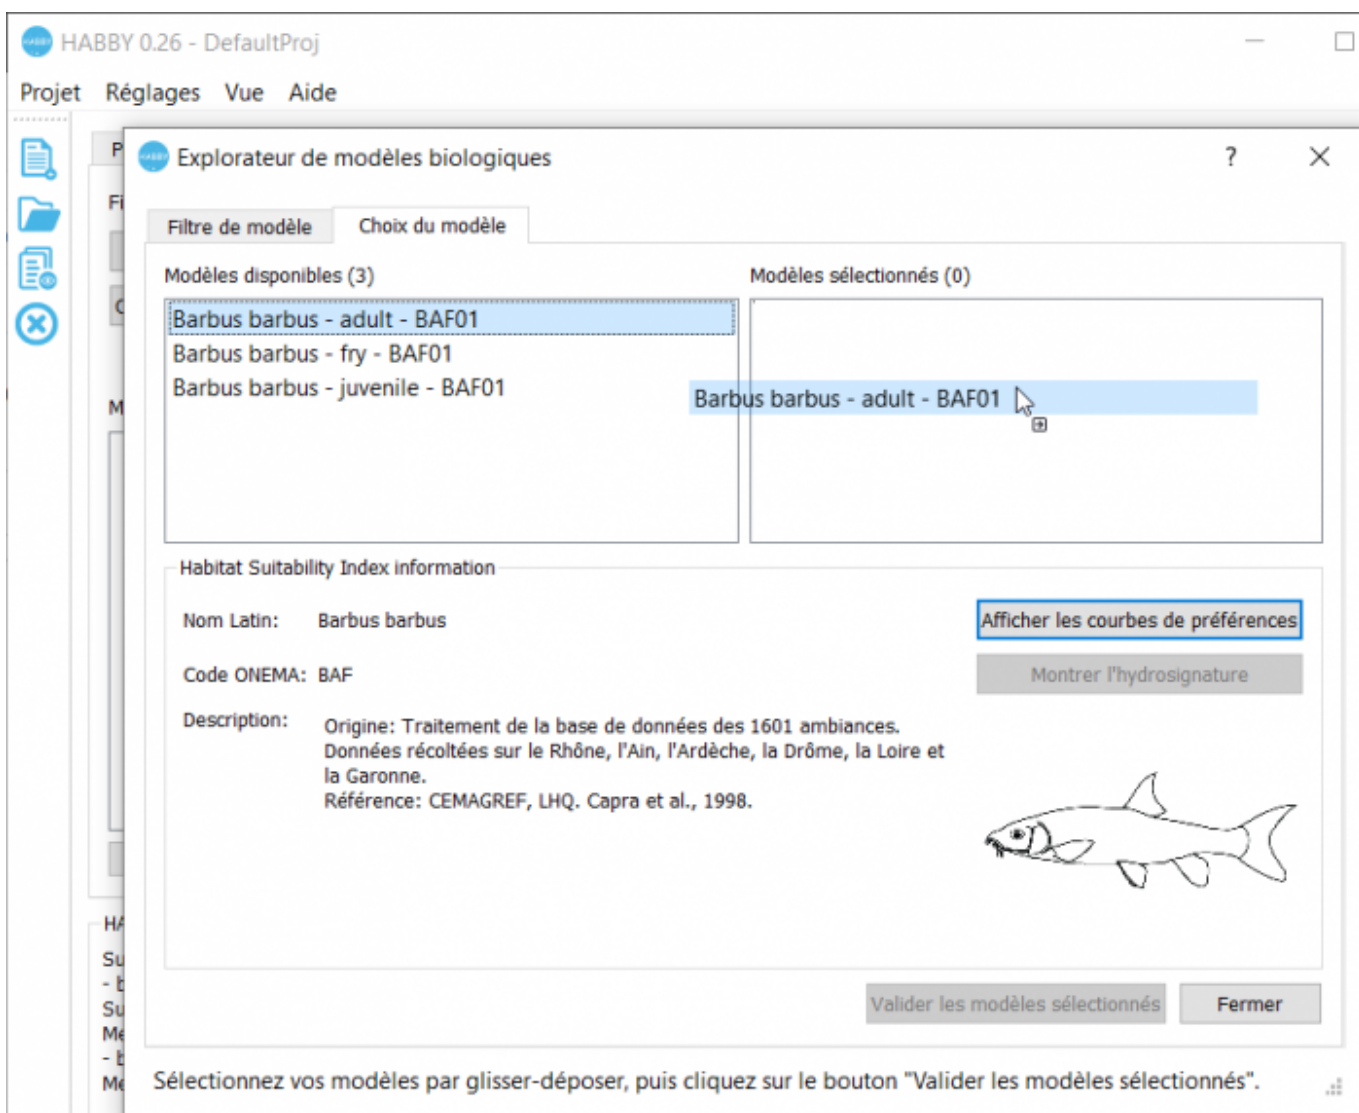 HABBY 0.26 - DefaultProj
Projet Réglages Vue Aide
Explorateur de modèles biologiques
Filtre de modèle Choix du modèle
Modèles disponibles (3) Modèles sélectionnés (0)
Barbus barbus - adult - BAF01
Barbus barbus - fry - BAF01
Barbus barbus - juvenile - BAF01
Barbus barbus - adult - BAF01
Habitat Suitability Index information
Nom Latin: Barbus barbus
Afficher les courbes de préférences
Code ONEMA: BAF
Montrer l'hydrosignature
Description:
Origine: Traitement de la base de données des 1601 ambiances.
Données récoltées sur le Rhône, l'Ain, l'Ardèche, la Drôme, la Loire et
la Garonne.
Référence: CEMAGREF, LHQ. Capra et al., 1998.
Valider les modèles sélectionnés Fermer
Sélectionnez vos modèles par glisser-déposer, puis cliquez sur le bouton "Valider les modèles sélectionnés".